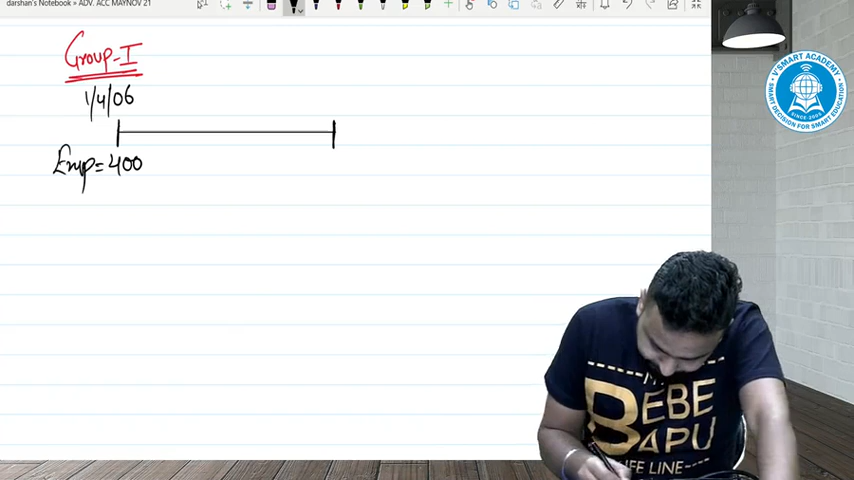 darshan's Notebook » ADV. ACC MAYNOV 21
Group-I
1/4/06
Emp=400
V'SMART ACADEMY
SMART DECISION FOR SMART EDUCATION
SINCE-2005
BEBE
BAPU
LIFE LINE